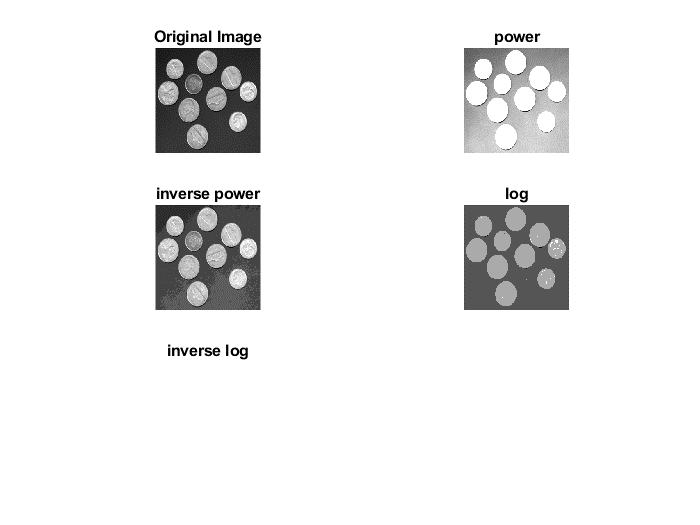 Original Image
power
inverse power
log
inverse log